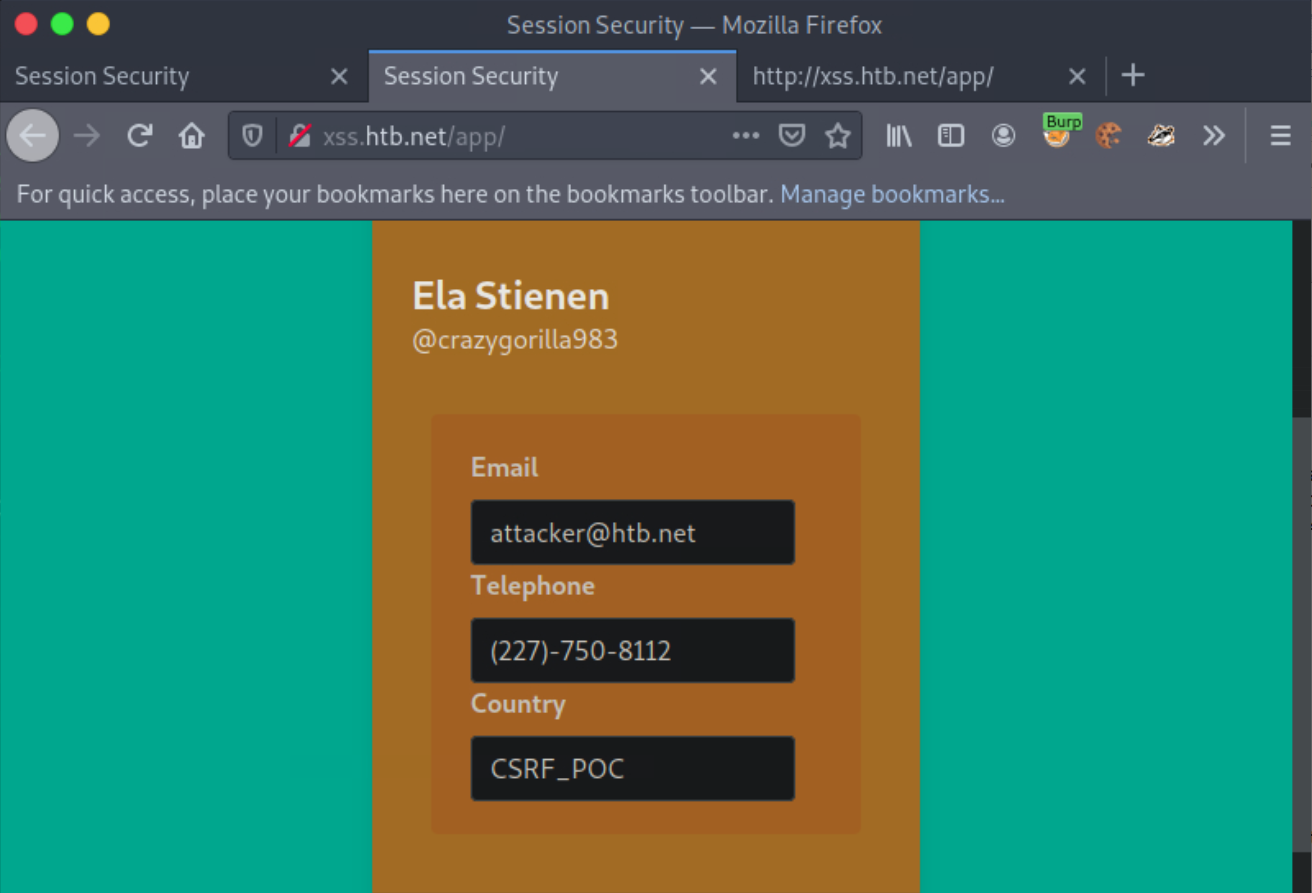 Session Security — Mozilla Firefox
Session Security
Session Security
http://xss.htb.net/app/
xss.htb.net/app/
Burp
For quick access, place your bookmarks here on the bookmarks toolbar. Manage bookmarks...
Ela Stienen
@crazygorilla983
Email
attacker@htb.net
Telephone
(227)-750-8112
Country
CSRF_POC